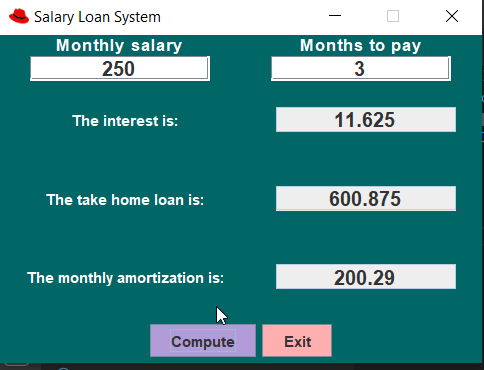 Salary Loan System
Monthly salary Months to pay
250 3
The interest is: 11.625
The take home loan is: 600.875
The monthly amortization is: 200.29
Compute Exit